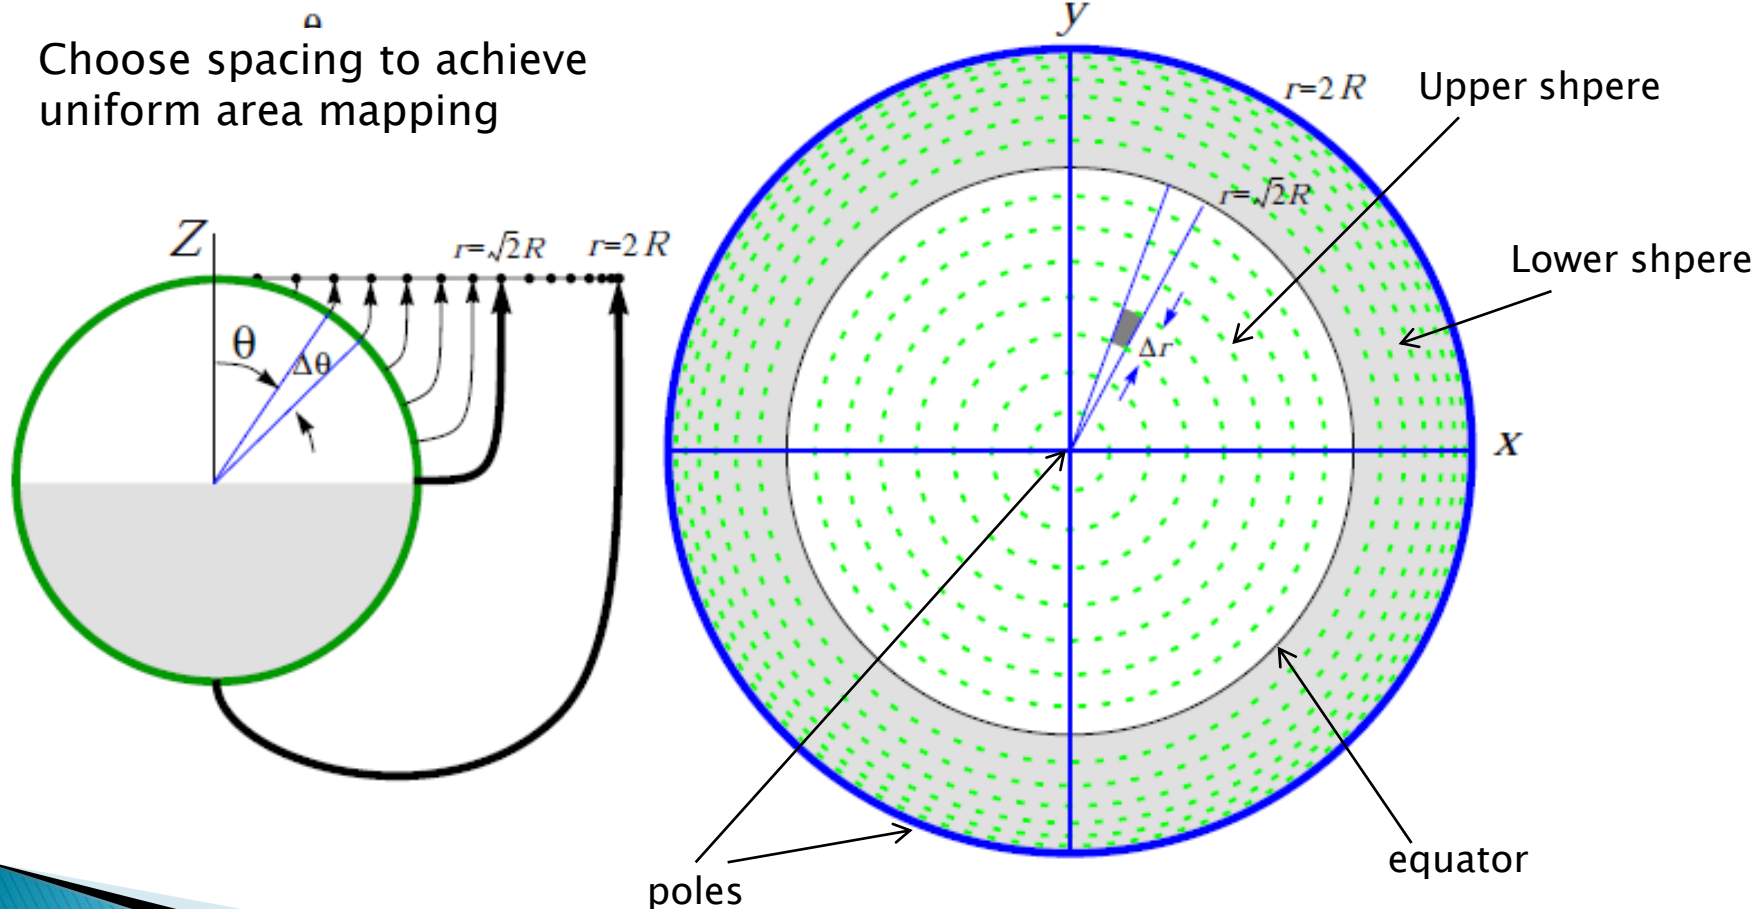 θ
Choose spacing to achieve
uniform area mapping
y
r=2R
Upper shpere
r=√2R
Lower shpere
Z
r=√2R
r=2R
θ
Δθ
Δr
x
equator
poles